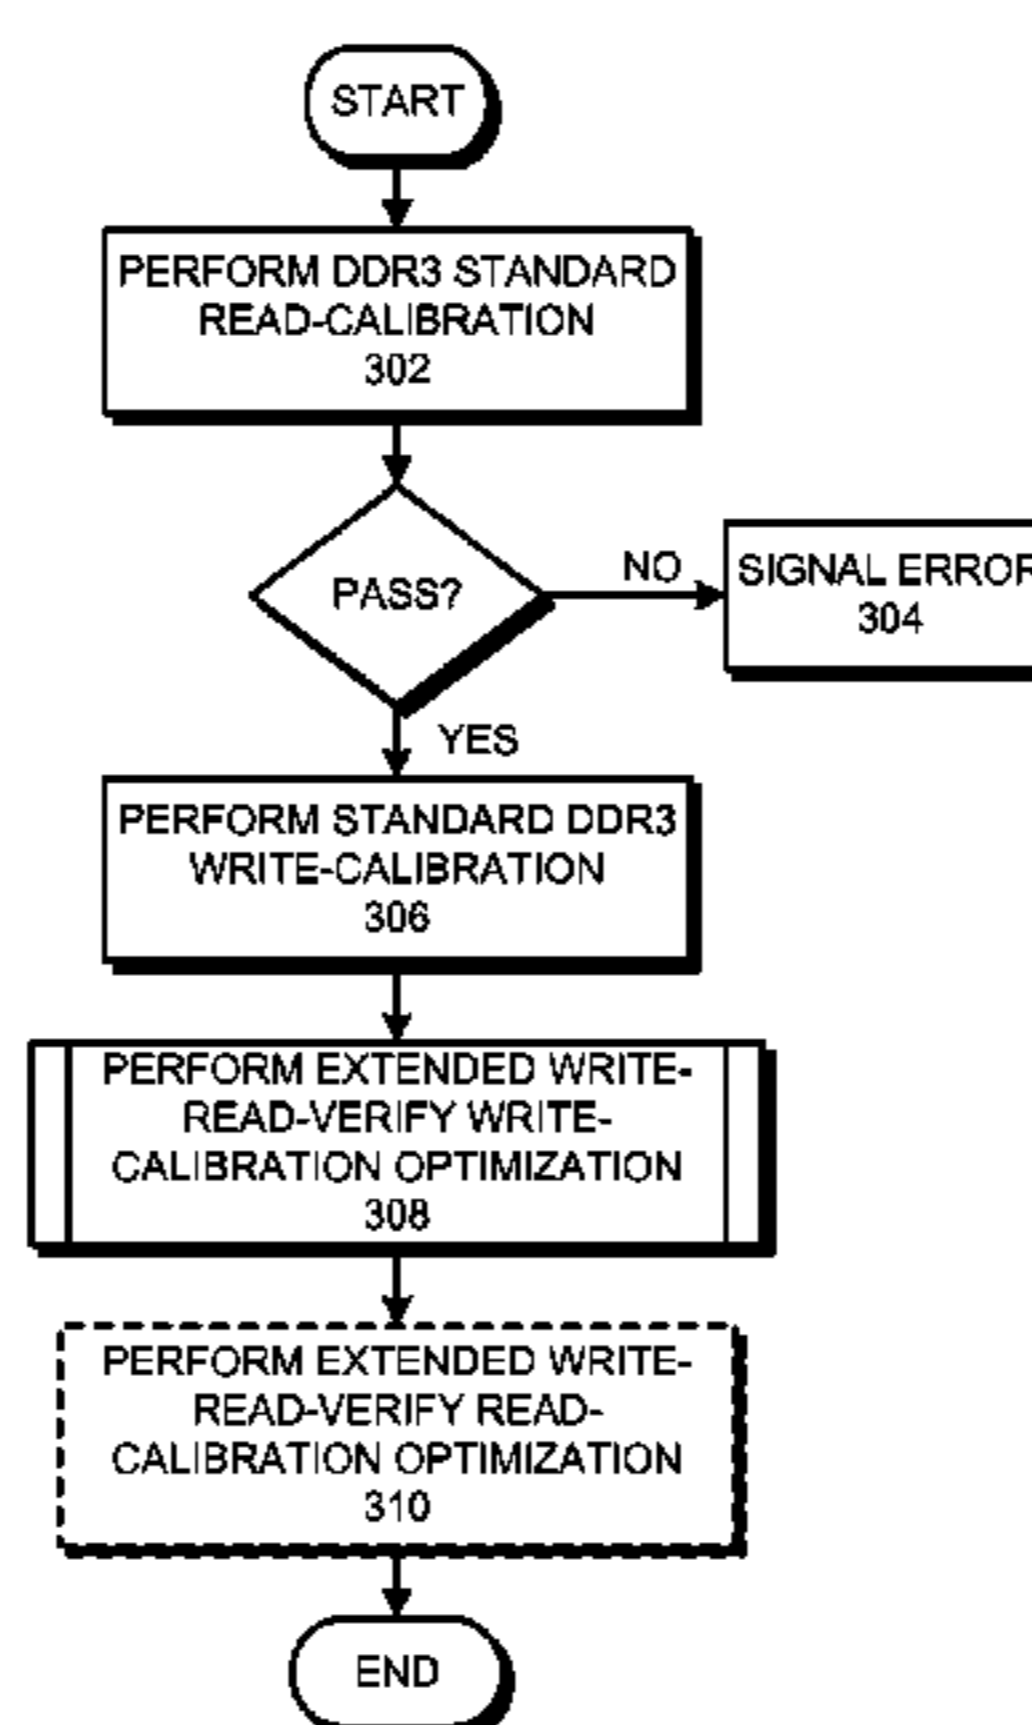 START
PERFORM DDR3 STANDARD
READ-CALIBRATION
302
PASS?
NO
SIGNAL ERROR
304
YES
PERFORM STANDARD DDR3
WRITE-CALIBRATION
306
PERFORM EXTENDED WRITE-
READ-VERIFY WRITE-
CALIBRATION OPTIMIZATION
308
PERFORM EXTENDED WRITE-
READ-VERIFY READ-
CALIBRATION OPTIMIZATION
310
END